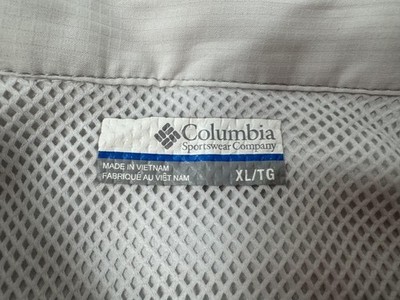 Columbia
Sportswear Company
MADE IN VIETNAM
FABRIQUÉ AU VIÊT NAM
XL/TG